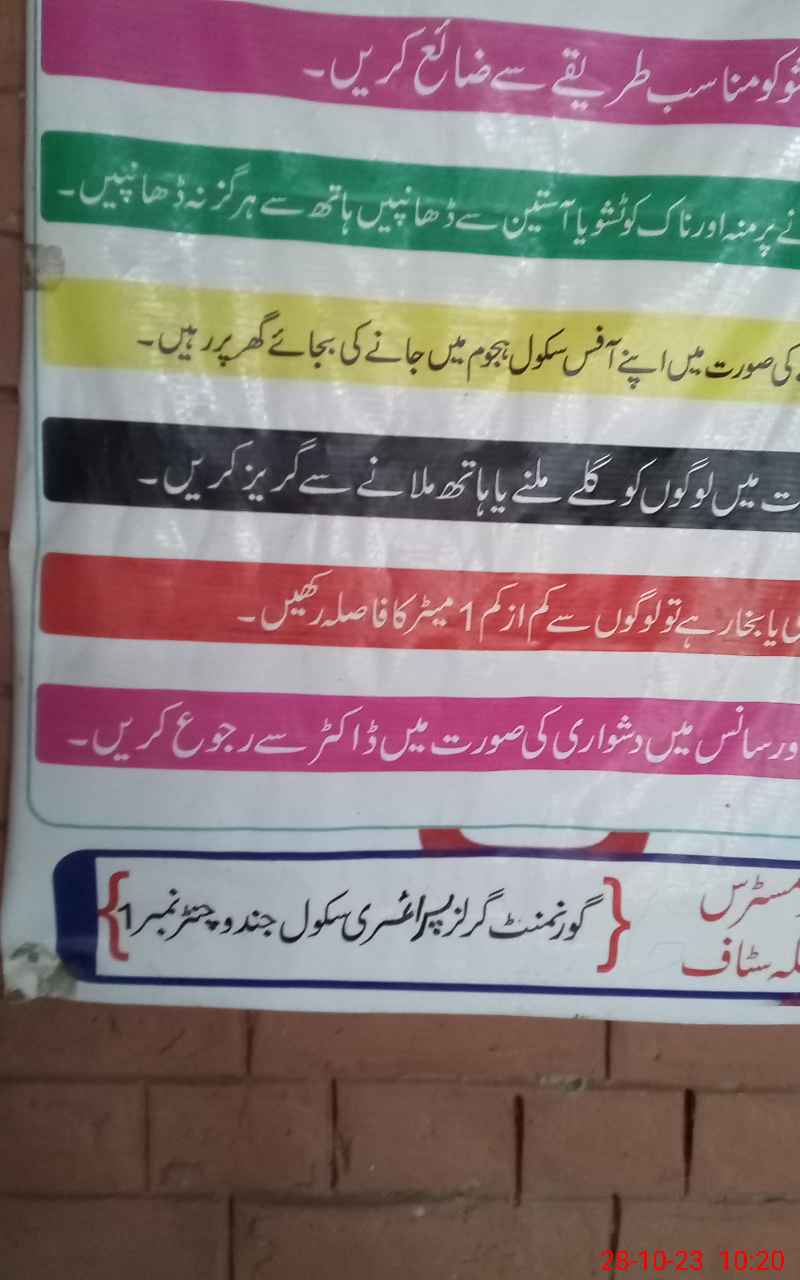 کو مناسب طریقے سے ضائع کریں۔
پر منہ اور ناک کو ٹشو یا آستین سے ڈھانپیں ہاتھ سے ہرگز نہ ڈھانپیں۔
کی صورت میں اپنے آفس سکول ہجوم میں جانے کی بجائے گھر پر رہیں۔
میں لوگوں کو گلے ملنے یا ہاتھ ملانے سے گریز کریں۔
یا بخار ہے تو لوگوں سے کم از کم 1 میٹر کا فاصلہ رکھیں۔
اور سانس میں دشواری کی صورت میں ڈاکٹر سے رجوع کریں۔
مسٹرس
سٹاف
{گورنمنٹ گرلز پرائمری سکول جندو چنڑ نمبر 1}
28-10-23 10:20